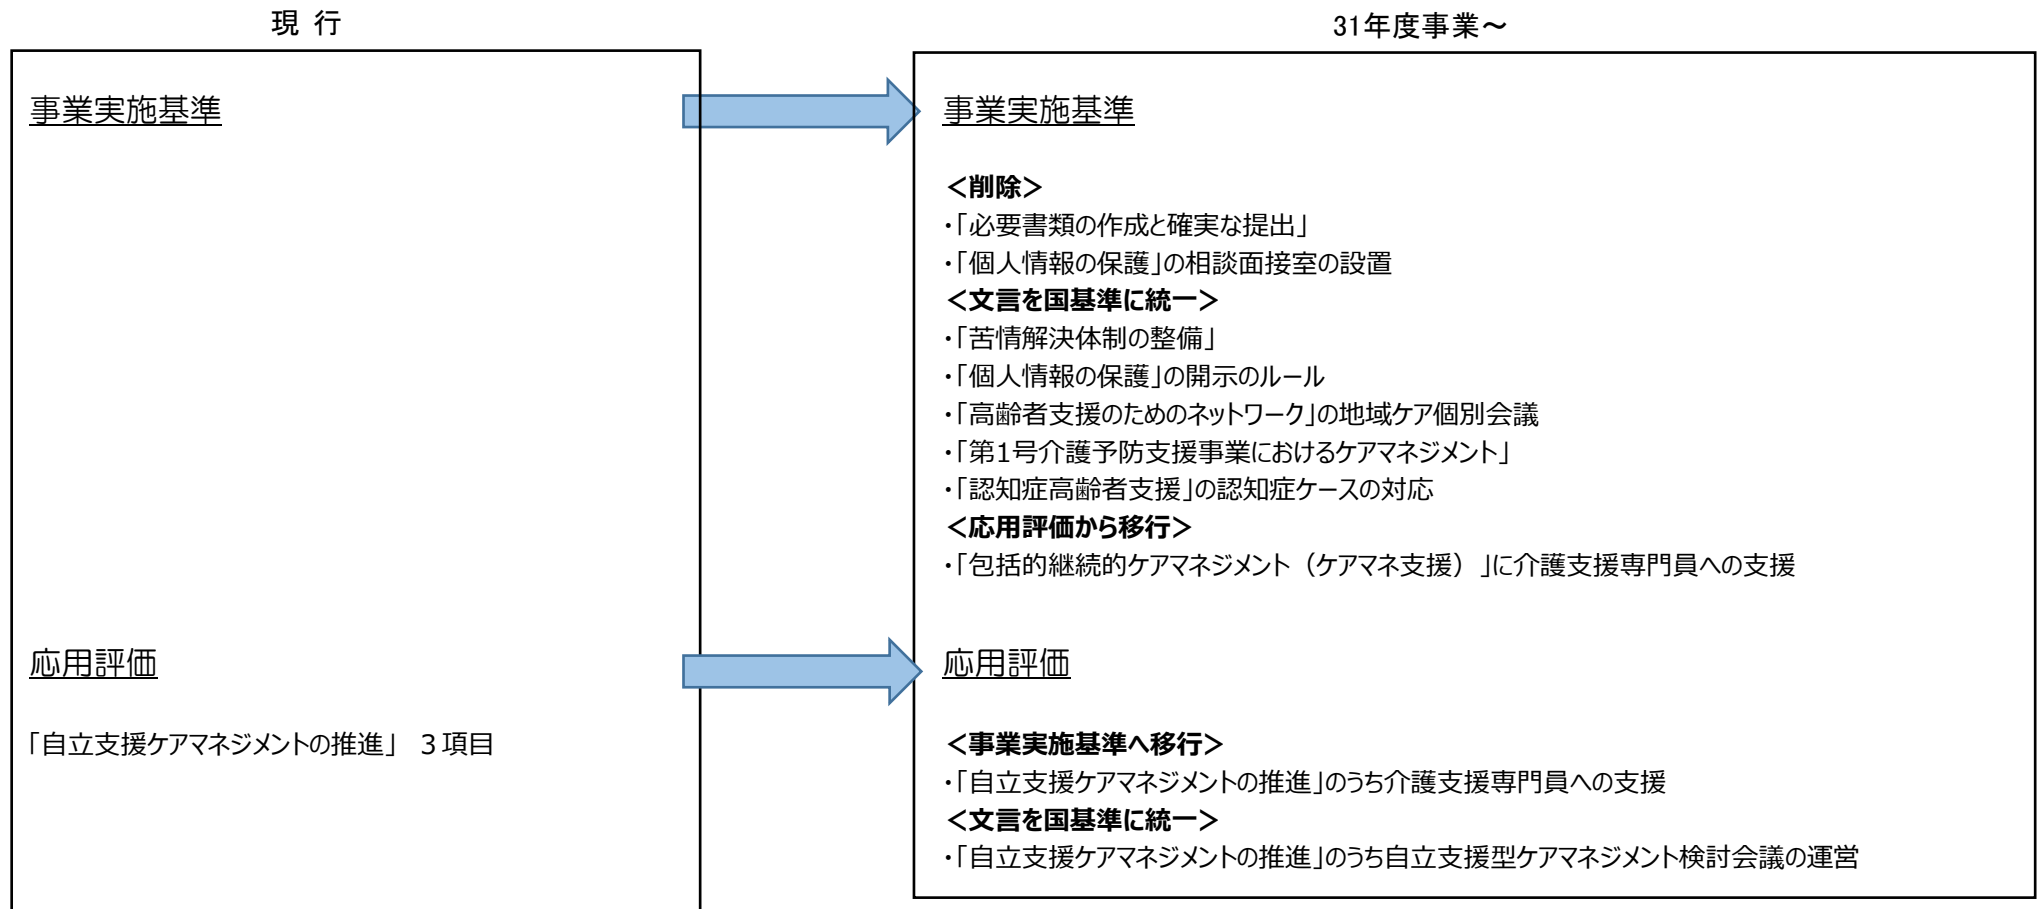 現 行
事業実施基準
応用評価
「自立支援ケアマネジメントの推進」 ３項目
31年度事業～
事業実施基準
＜削除＞
・「必要書類の作成と確実な提出」
・「個人情報の保護」の相談面接室の設置
＜文言を国基準に統一＞
・「苦情解決体制の整備」
・「個人情報の保護」の開示のルール
・「高齢者支援のためのネットワーク」の地域ケア個別会議
・「第1号介護予防支援事業におけるケアマネジメント」
・「認知症高齢者支援」の認知症ケースの対応
＜応用評価から移行＞
・「包括的継続的ケアマネジメント（ケアマネ支援）」に介護支援専門員への支援
応用評価
＜事業実施基準へ移行＞
・「自立支援ケアマネジメントの推進」のうち介護支援専門員への支援
＜文言を国基準に統一＞
・「自立支援ケアマネジメントの推進」のうち自立支援型ケアマネジメント検討会議の運営